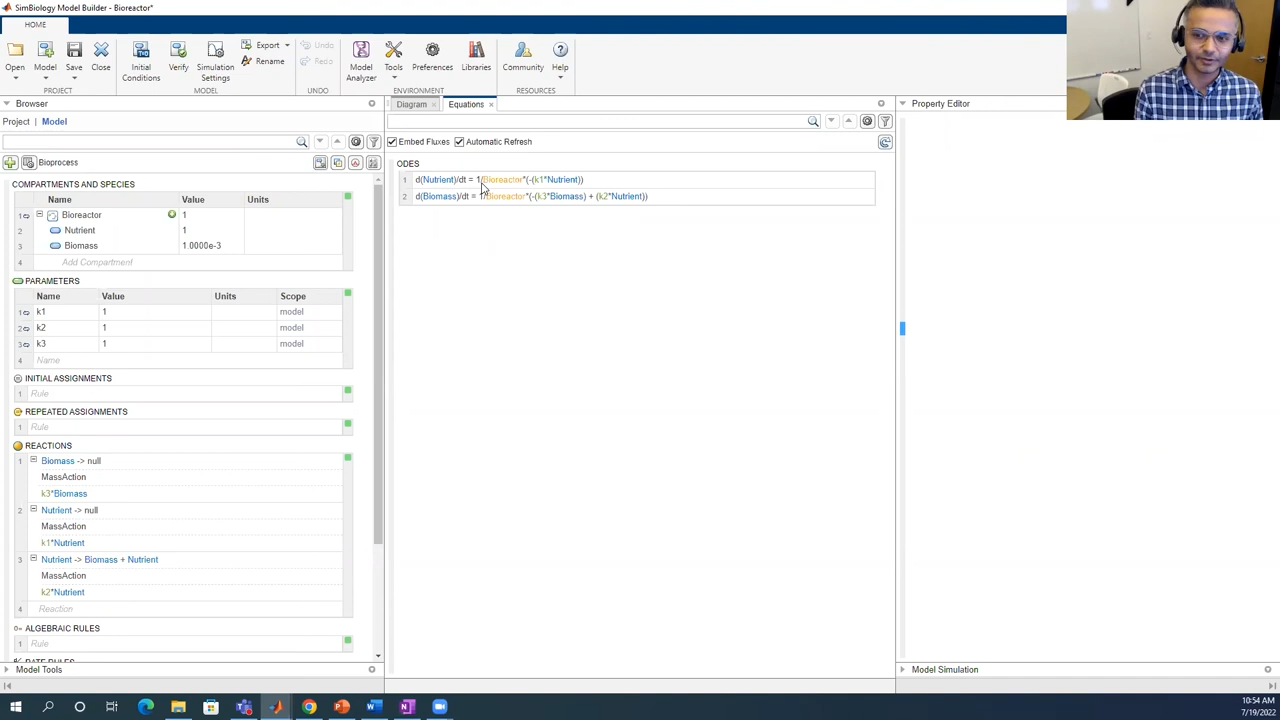 SimBiology Model Builder - Bioreactor*
HOME
Open
Model
Save
Close
Initial Conditions
Verify
Simulation Settings
Export
Rename
Undo
Redo
Model Analyzer
Tools
Preferences
Libraries
Community
Help
PROJECT
MODEL
UNDO
ENVIRONMENT
RESOURCES
Browser
Project | Model
Bioprocess
COMPARTMENTS AND SPECIES
Value
Units
1 Bioreactor 1
2 Nutrient 1
3 Biomass 1.0000e-3
4 Add Compartment
PARAMETERS
Name Value Units Scope
1 k1 1 model
2 k2 1 model
3 k3 1 model
4 Name
INITIAL ASSIGNMENTS
1 Rule
REPEATED ASSIGNMENTS
1 Rule
REACTIONS
1 Biomass -> null
MassAction
k3*Biomass
2 Nutrient -> null
MassAction
k1*Nutrient
3 Nutrient -> Biomass + Nutrient
MassAction
k2*Nutrient
4 Reaction
ALGEBRAIC RULES
1 Rule
RATE RULES
Model Tools
Diagram
Equations
Embed Fluxes
Automatic Refresh
ODES
1 d(Nutrient)/dt = 1/Bioreactor*(-(k1*Nutrient))
2 d(Biomass)/dt = 1/Bioreactor*(-(k3*Biomass) + (k2*Nutrient))
Property Editor
Model Simulation
10:54 AM
7/19/2022